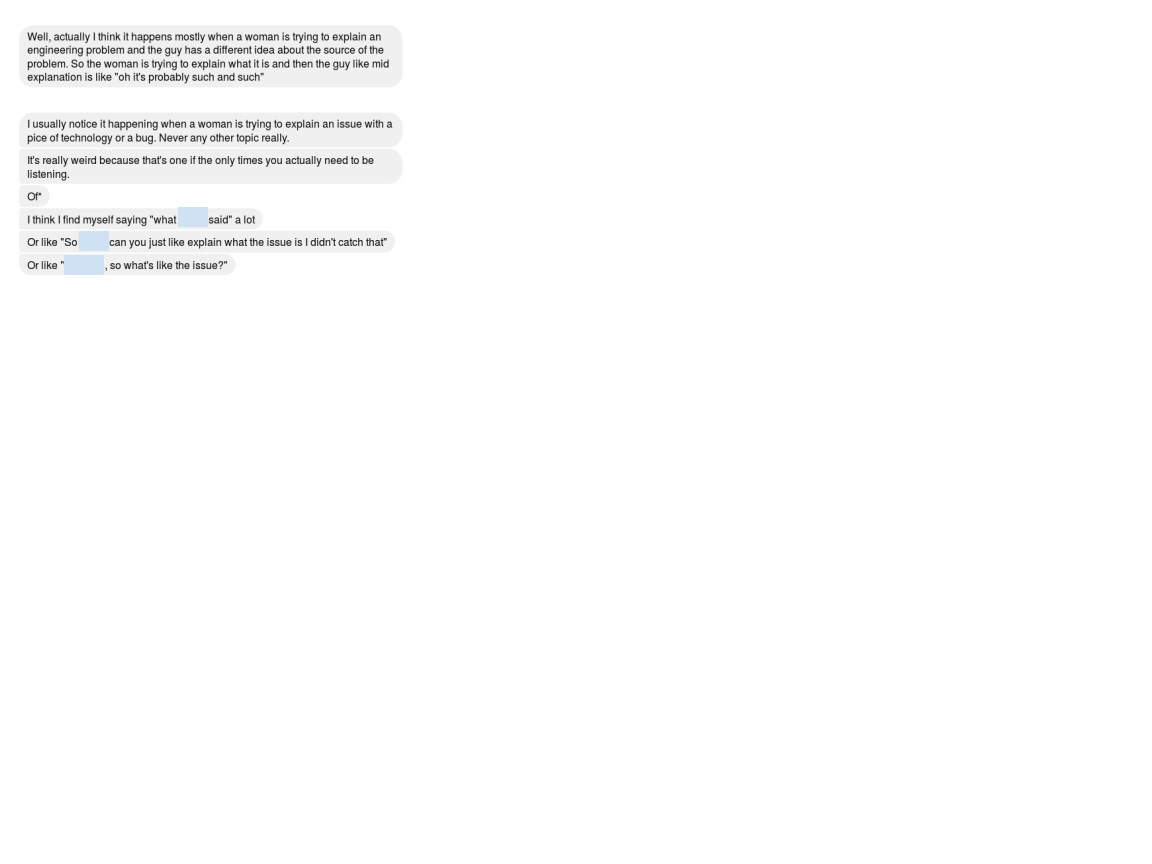 Well, actually I think it happens mostly when a woman is trying to explain an
engineering problem and the guy has a different idea about the source of the
problem. So the woman is trying to explain what it is and then the guy like mid
explanation is like "oh it's probably such and such"
I usually notice it happening when a woman is trying to explain an issue with a
pice of technology or a bug. Never any other topic really.
It's really weird because that's one if the only times you actually need to be
listening.
Of*
I think I find myself saying "what said" a lot
Or like "So can you just like explain what the issue is I didn't catch that"
Or like " , so what's like the issue?"